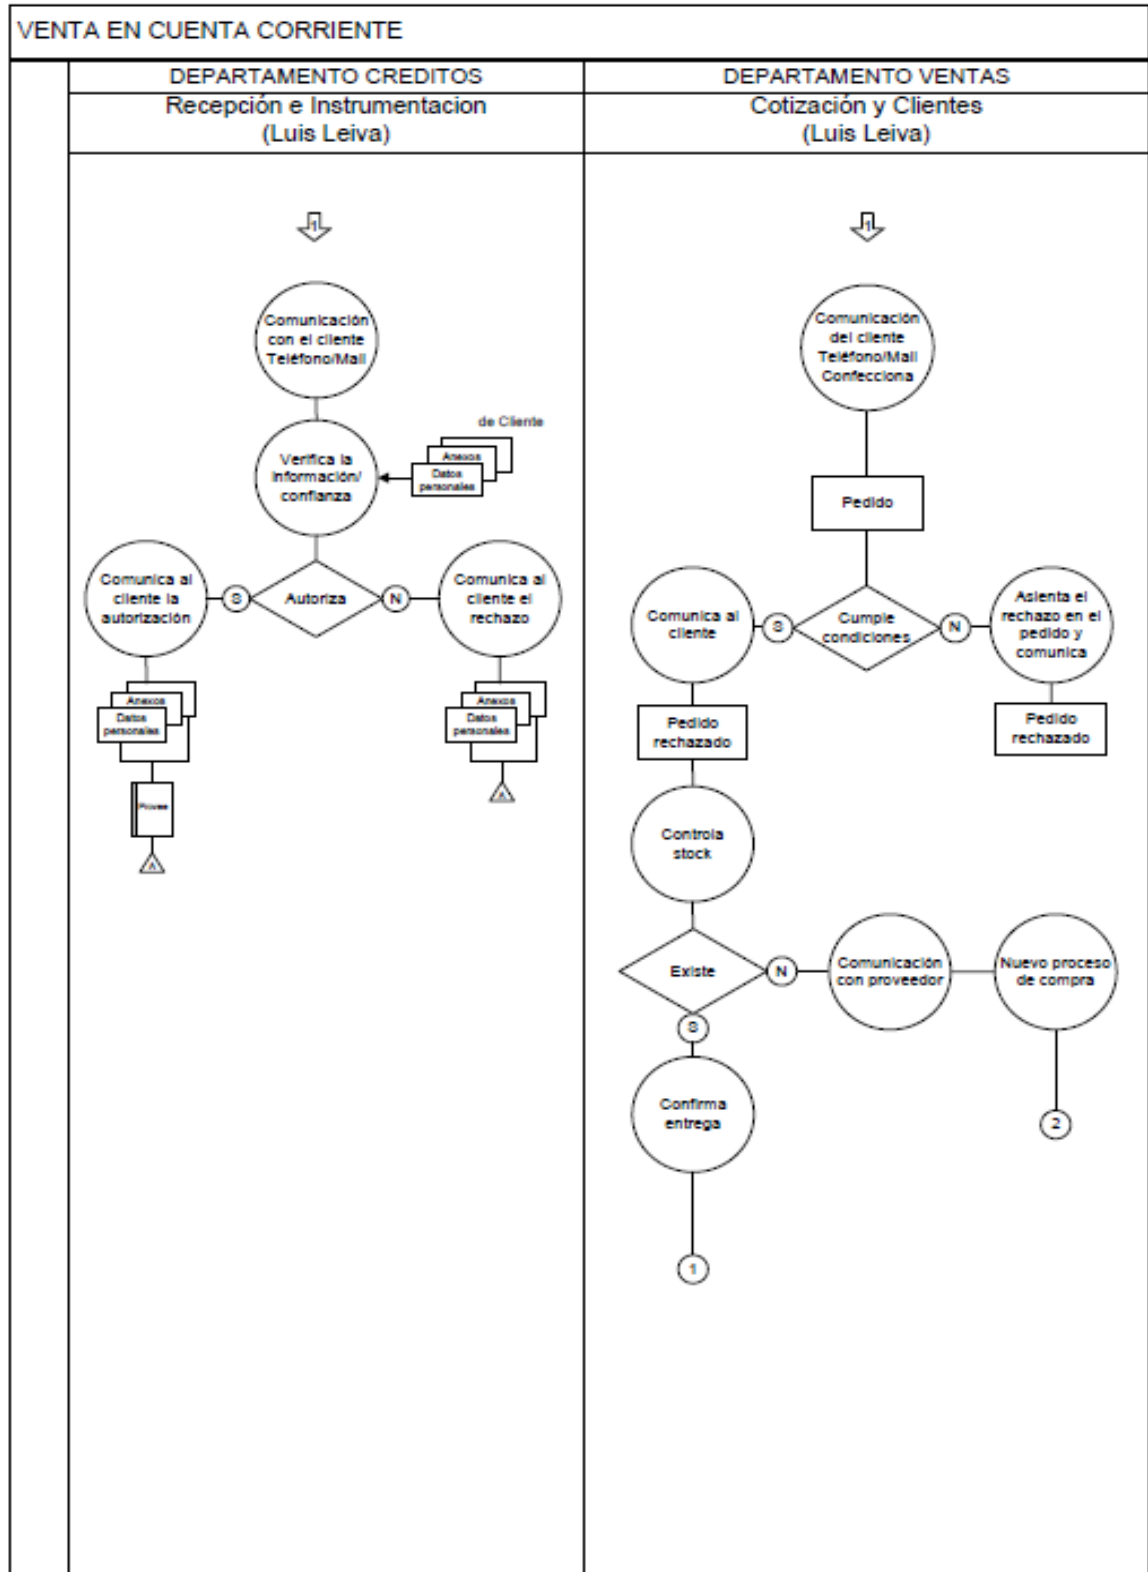 VENTA EN CUENTA CORRIENTE
DEPARTAMENTO CREDITOS
Recepción e Instrumentacion
(Luis Leiva)
1
Comunicación
con el cliente
Teléfono/Mail
Verifica la
información/
confianza
de Cliente
Anexos
Datos
personales
Autoriza
S
N
Comunica al
cliente la
autorización
Comunica al
cliente el
rechazo
Anexos
Datos
personales
Anexos
Datos
personales
A
A
DEPARTAMENTO VENTAS
Cotización y Clientes
(Luis Leiva)
1
Comunicación
del cliente
Teléfono/Mail
Confecciona
Pedido
Cumple
condiciones
S
N
Comunica al
cliente
Asienta el
rechazo en el
pedido y
comunica
Pedido
rechazado
Pedido
rechazado
Controla
stock
Existe
N
Comunicación
con proveedor
Nuevo proceso
de compra
S
Confirma
entrega
2
1